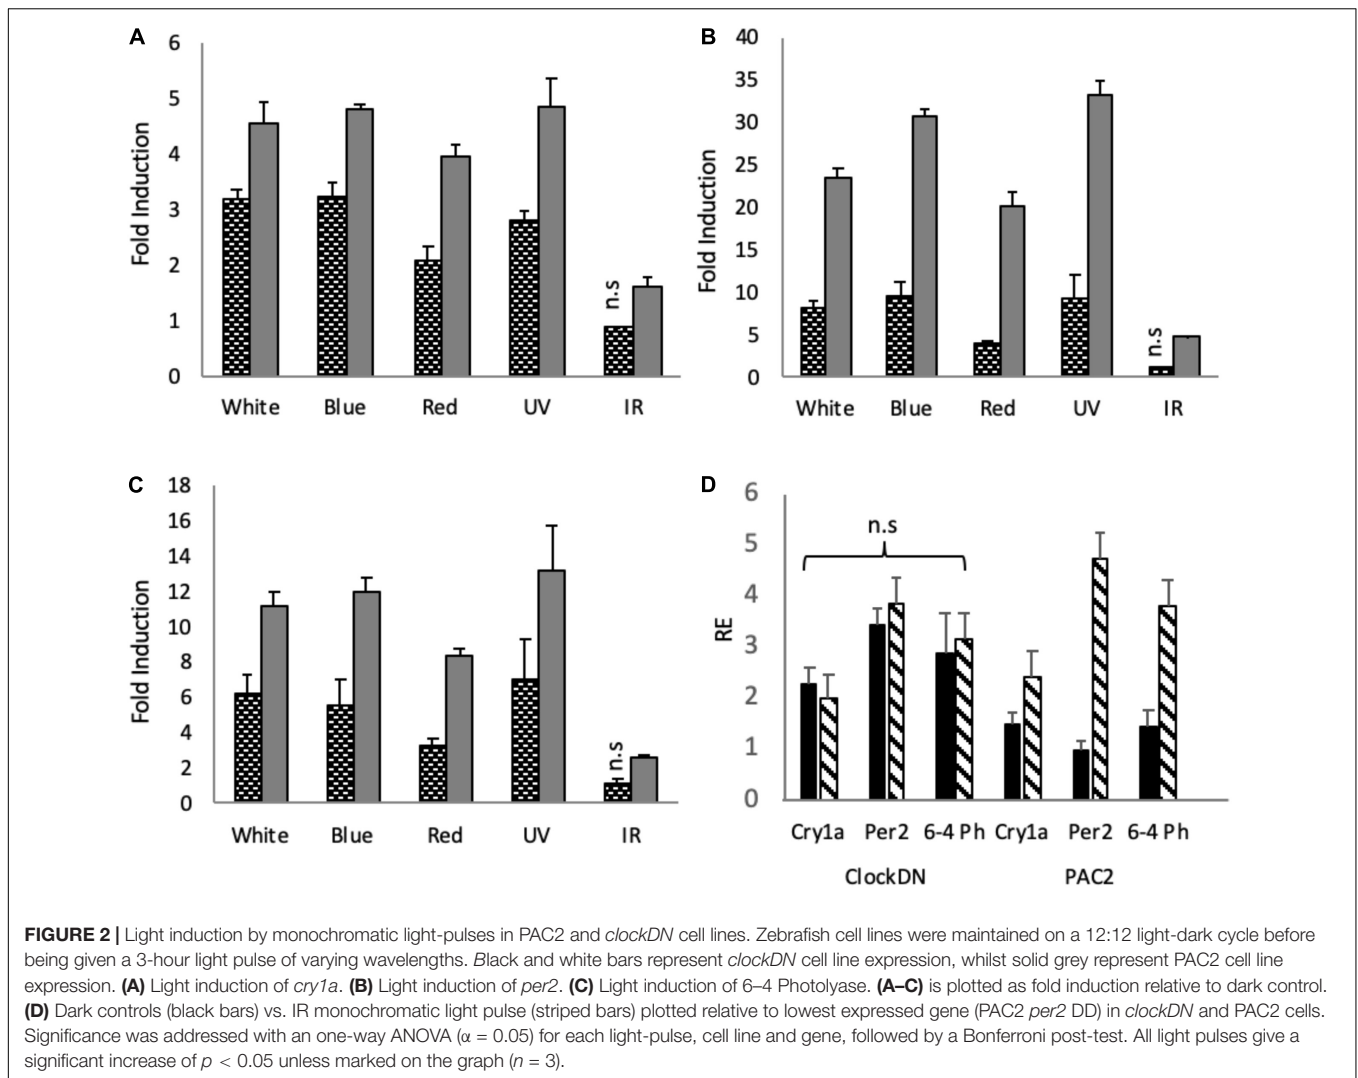 A
6
5
4
3
2
1
0
Fold Induction
n.s
White Blue Red UV IR
B
40
35
30
25
20
15
10
5
0
Fold Induction
n.s
White Blue Red UV IR
C
18
16
14
12
10
8
6
4
2
0
Fold Induction
n.s
White Blue Red UV IR
D
6
5
4
3
2
1
0
RE
n.s
Cry1a Per2 6-4 Ph Cry1a Per2 6-4 Ph
ClockDN PAC2
FIGURE 2 | Light induction by monochromatic light-pulses in PAC2 and clockDN cell lines. Zebrafish cell lines were maintained on a 12:12 light-dark cycle before
being given a 3-hour light pulse of varying wavelengths. Black and white bars represent clockDN cell line expression, whilst solid grey represent PAC2 cell line
expression. (A) Light induction of cry1a. (B) Light induction of per2. (C) Light induction of 6–4 Photolyase. (A–C) is plotted as fold induction relative to dark control.
(D) Dark controls (black bars) vs. IR monochromatic light pulse (striped bars) plotted relative to lowest expressed gene (PAC2 per2 DD) in clockDN and PAC2 cells.
Significance was addressed with an one-way ANOVA (α = 0.05) for each light-pulse, cell line and gene, followed by a Bonferroni post-test. All light pulses give a
significant increase of p < 0.05 unless marked on the graph (n = 3).